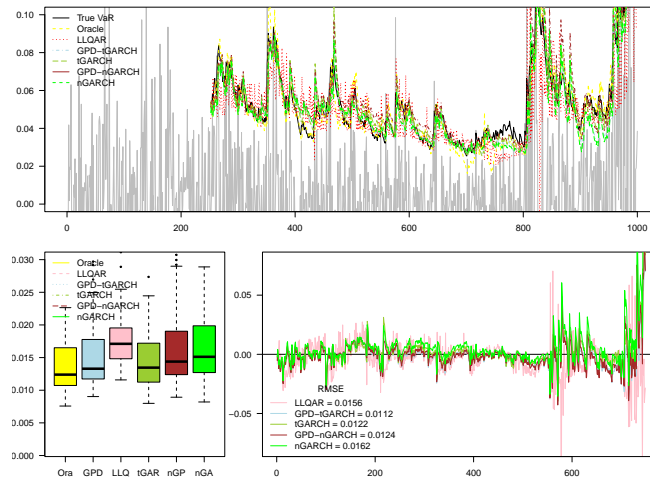 0.10
0.08
0.06
0.04
0.02
0.00
True VaR
Oracle
LLQAR
GPD−tGARCH
tGARCH
GPD−nGARCH
nGARCH
0 200 400 600 800 1000
0.030
0.025
0.020
0.015
0.010
0.005
0.000
Oracle
LLQAR
GPD−tGARCH
tGARCH
GPD−nGARCH
nGARCH
Ora GPD LLQ tGAR nGP nGA
0.05
0.00
−0.05
RMSE
LLQAR = 0.0156
GPD−tGARCH = 0.0112
tGARCH = 0.0122
GPD−nGARCH = 0.0124
nGARCH = 0.0162
0 200 400 600